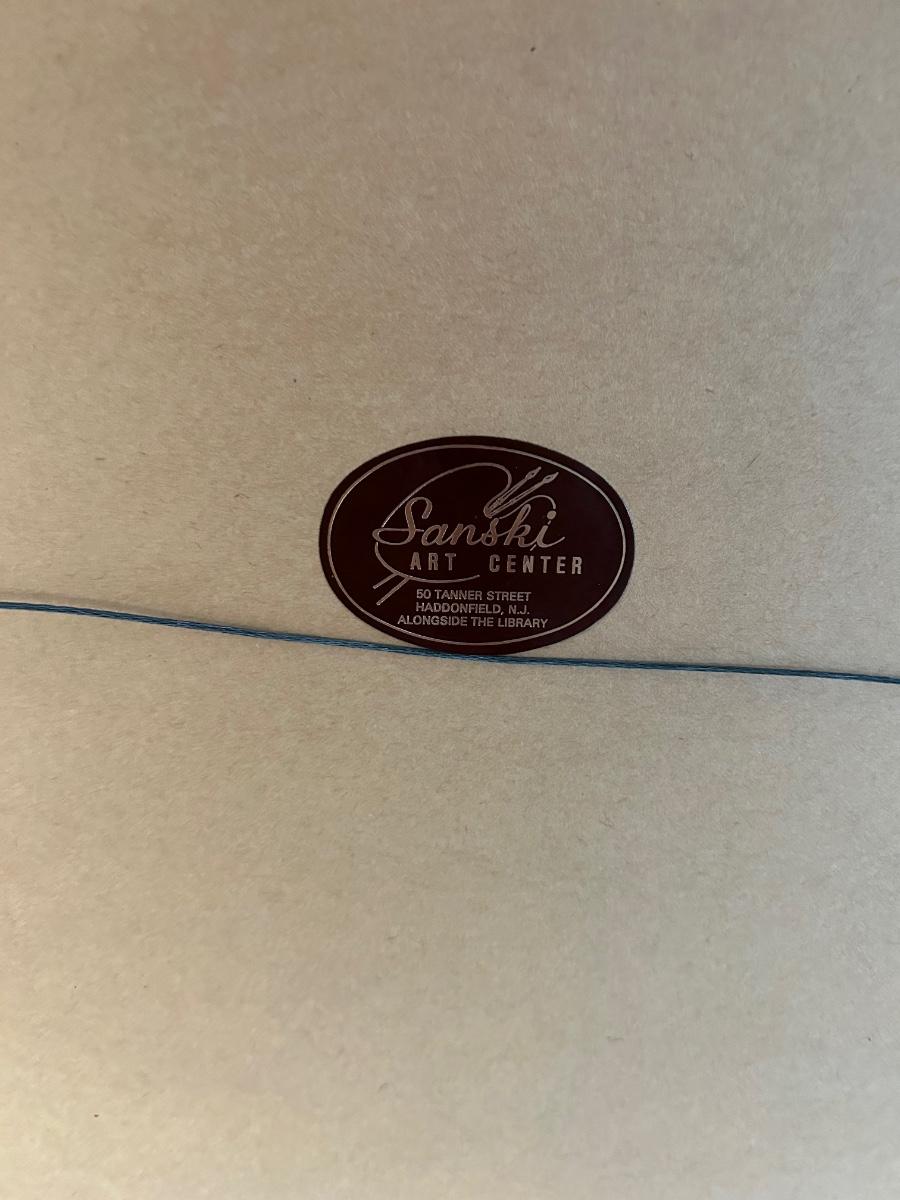 Sanski
ART CENTER
50 TANNER STREET
HADDONFIELD, N.J.
ALONGSIDE THE LIBRARY